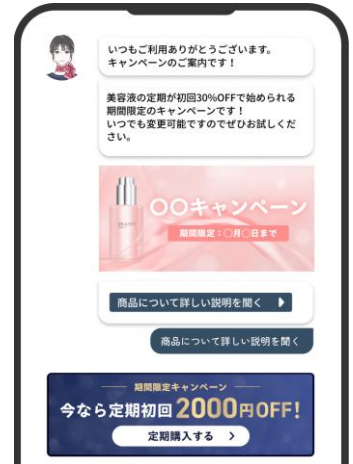 いつもご利用ありがとうございます。
キャンペーンのご案内です！
美容液の定期が初回30%OFFで始められる
期間限定のキャンペーンです！
いつでも変更可能ですのでぜひお試しくだ
さい。
〇〇キャンペーン
期間限定：〇月〇日まで
商品について詳しい説明を聞く
商品について詳しい説明を聞く
期間限定キャンペーン
今なら定期初回2000円OFF!
定期購入する